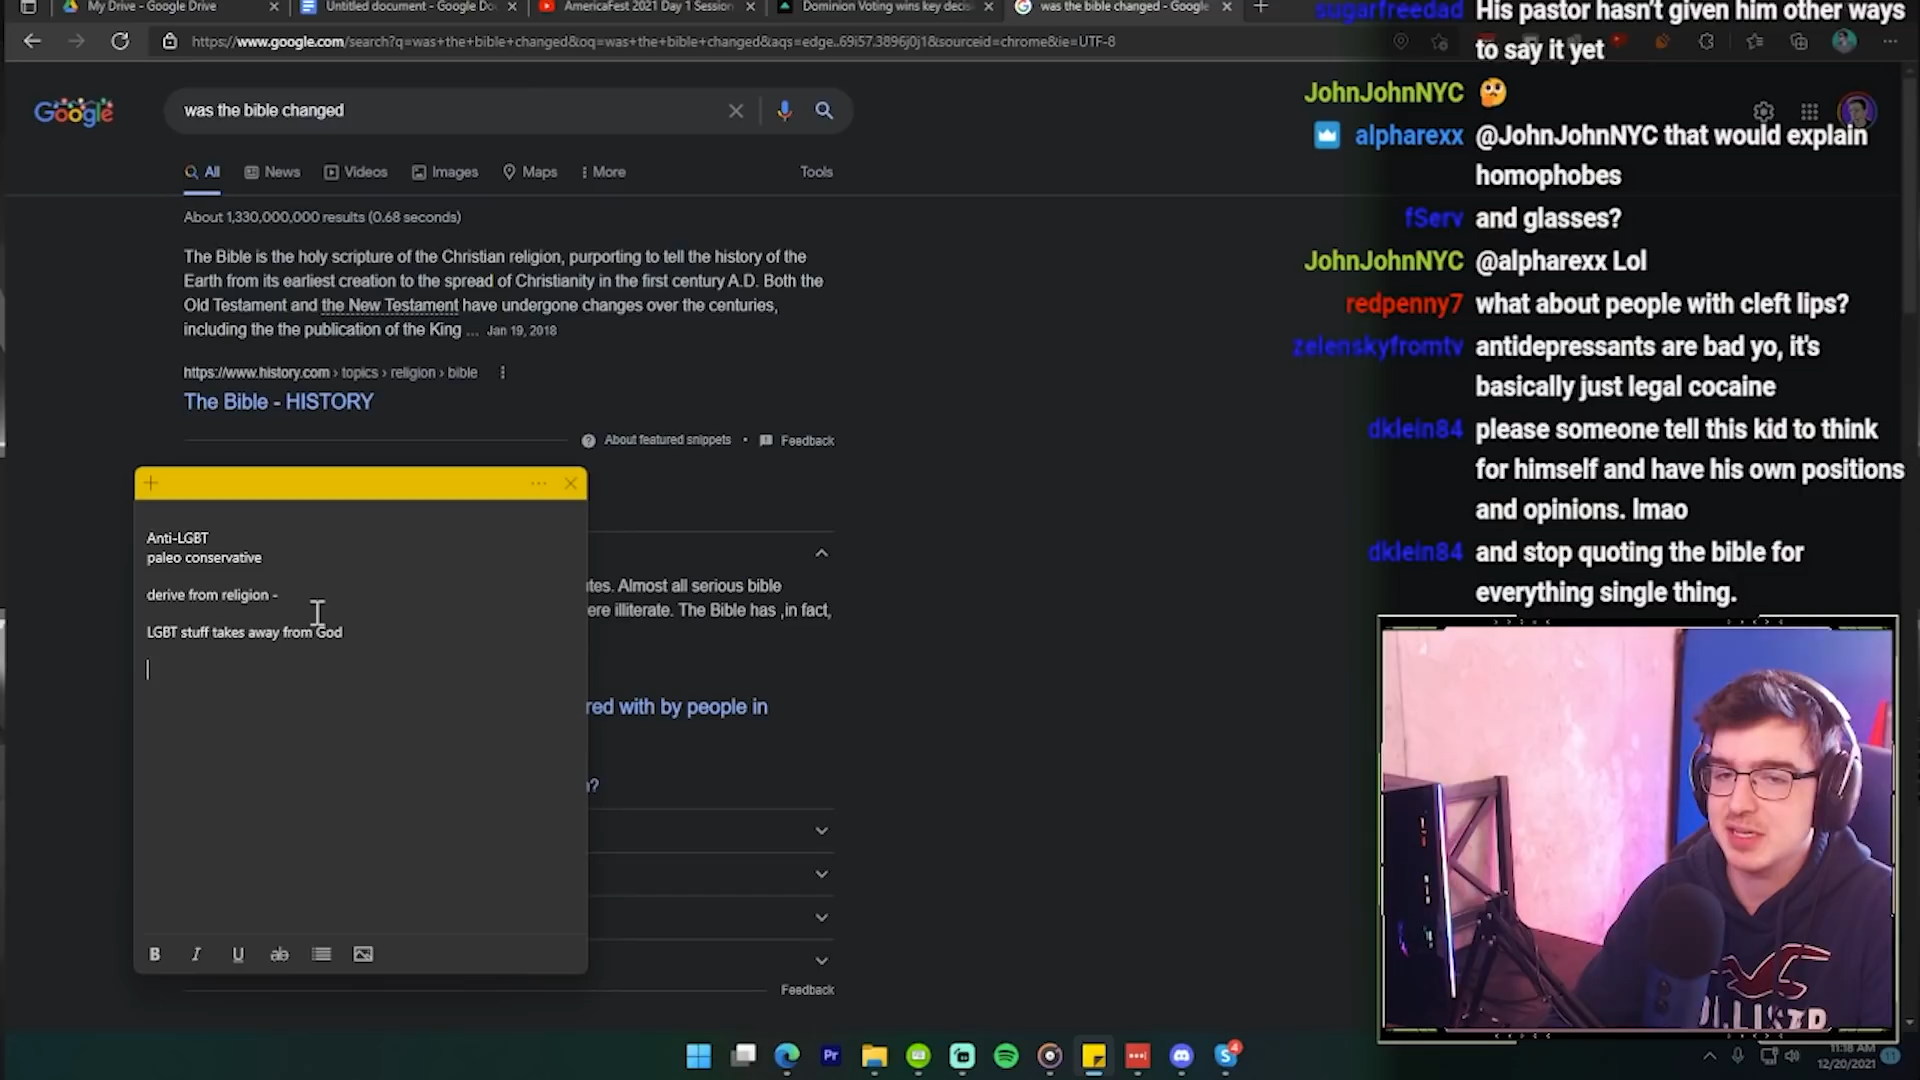 My Drive - Google Drive
Untitled document - Google Do
AmericaFest 2021 Day 1 Session
Dominion Voting wins key decis
was the bible changed - Google
https://www.google.com/search?q=was+the+bible+changed&oq=was+the+bible+changed&aqs=edge..69i57.3896j0j1&sourceid=chrome&ie=UTF-8
Google
was the bible changed
All
News
Videos
Images
Maps
More
Tools
About 1,330,000,000 results (0.68 seconds)
The Bible is the holy scripture of the Christian religion, purporting to tell the history of the
Earth from its earliest creation to the spread of Christianity in the first century A.D. Both the
Old Testament and the New Testament have undergone changes over the centuries,
including the the publication of the King ... Jan 19, 2018
https://www.history.com › topics › religion › bible
The Bible - HISTORY
About featured snippets • Feedback
tes. Almost all serious bible
ere illiterate. The Bible has ,in fact,
red with by people in
?
Feedback
Anti-LGBT
paleo conservative
derive from religion -
LGBT stuff takes away from God
B I U ab
sugarfreedad His pastor hasn't given him other ways
to say it yet
JohnJohnNYC
alpharexx @JohnJohnNYC that would explain
homophobes
fServ and glasses?
JohnJohnNYC @alpharexx Lol
redpenny7 what about people with cleft lips?
zelenskyfromtv antidepressants are bad yo, it's
basically just legal cocaine
dklein84 please someone tell this kid to think
for himself and have his own positions
and opinions. lmao
dklein84 and stop quoting the bible for
everything single thing.
Pr
4
11:18 AM
12/20/2021